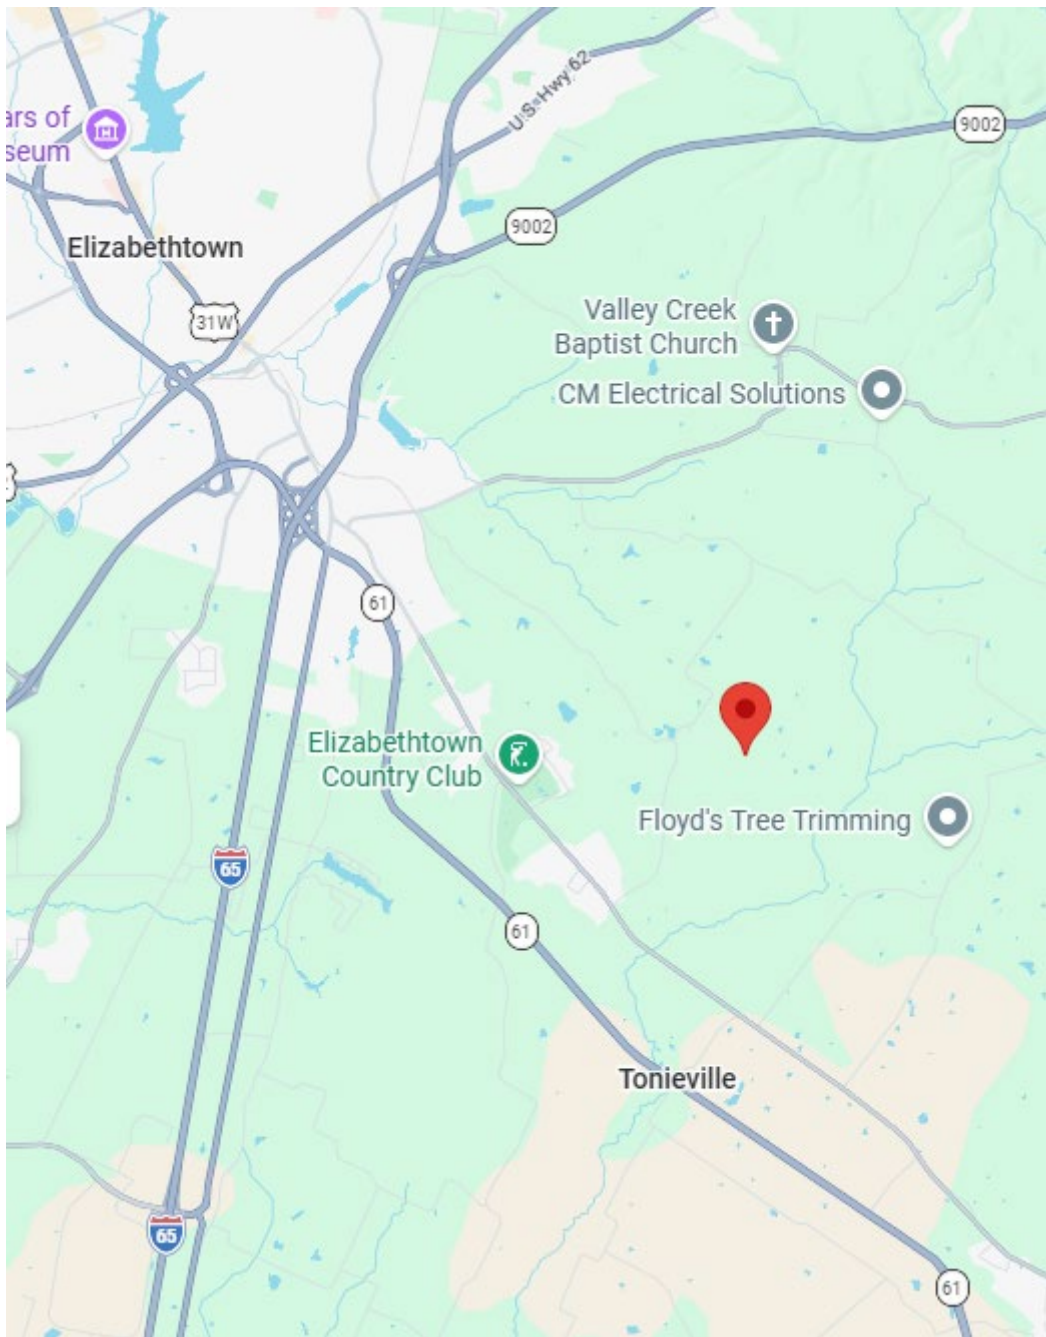 U.S. Hwy 62
9002
ars of
seum
9002
Elizabethtown
31W
Valley Creek
Baptist Church
CM Electrical Solutions
61
Elizabethtown
Country Club
Floyd's Tree Trimming
65
61
Tonieville
65
61